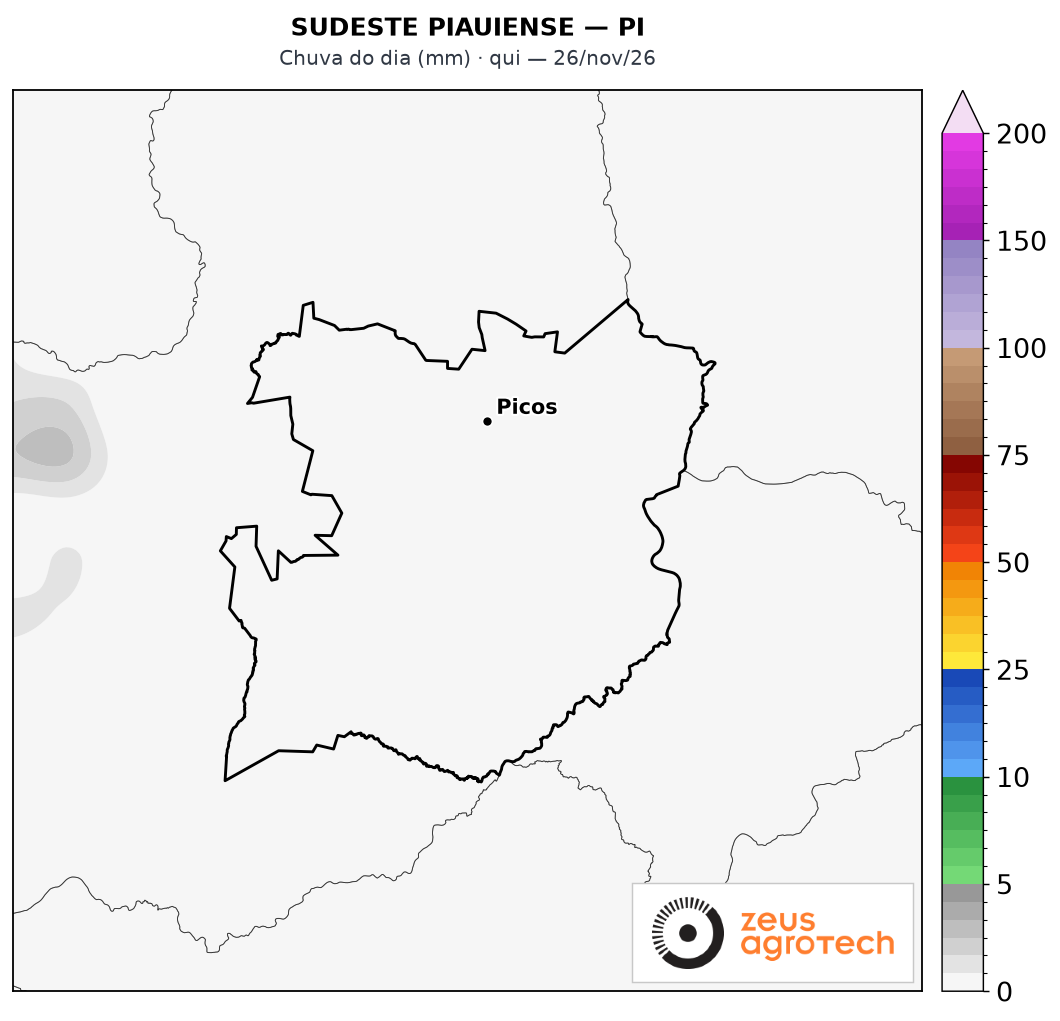 SUDESTE PIAUIENSE — PI
Chuva do dia (mm) · qui — 26/nov/26
200
150
100
75
50
25
10
5
0
Picos
zeus
agrotech